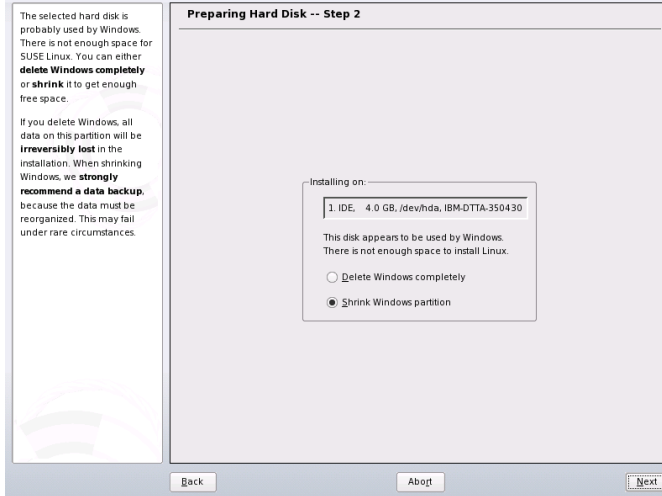 The selected hard disk is
probably used by Windows.
There is not enough space for
SUSE Linux. You can either
delete Windows completely
or shrink it to get enough
free space.
If you delete Windows, all
data on this partition will be
irreversibly lost in the
installation. When shrinking
Windows, we strongly
recommend a data backup,
because the data must be
reorganized. This may fail
under rare circumstances.
Preparing Hard Disk -- Step 2
Installing on:
1. IDE, 4.0 GB, /dev/hda, IBM-DTTA-350430
This disk appears to be used by Windows.
There is not enough space to install Linux.
Delete Windows completely
Shrink Windows partition
Back
Abort
Next